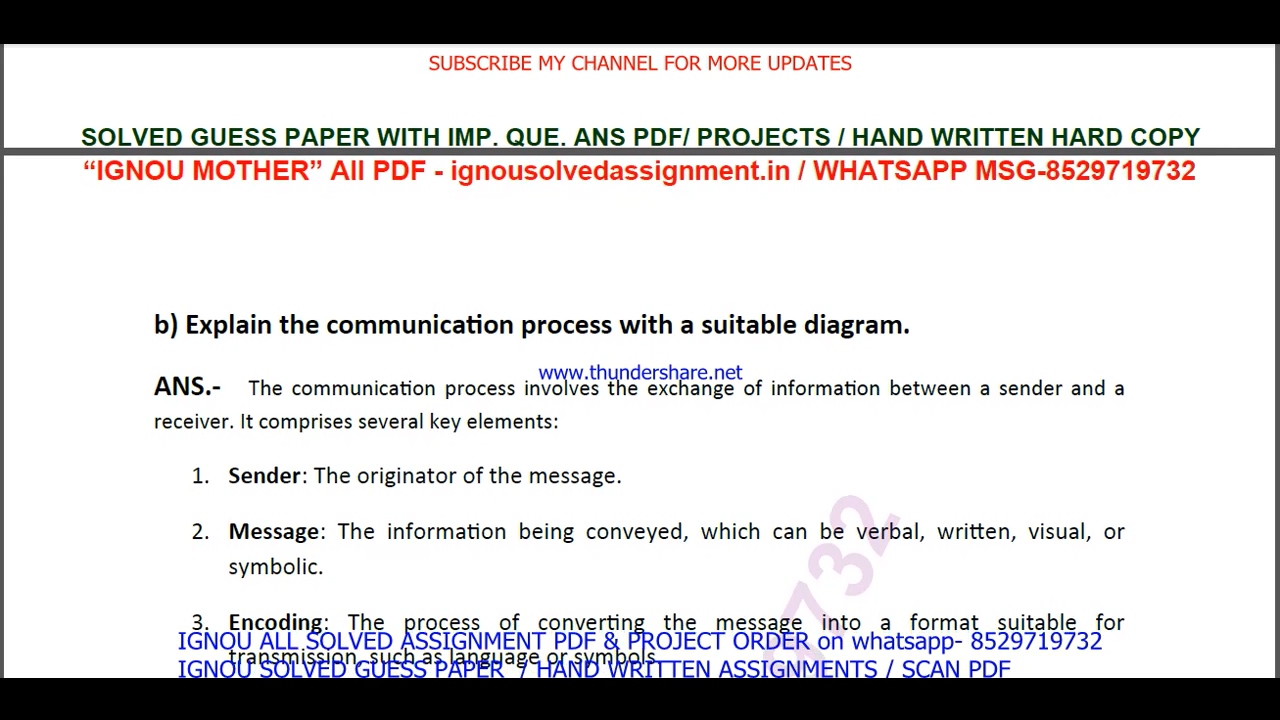 SUBSCRIBE MY CHANNEL FOR MORE UPDATES
SOLVED GUESS PAPER WITH IMP. QUE. ANS PDF/ PROJECTS / HAND WRITTEN HARD COPY
“IGNOU MOTHER” All PDF - ignousolvedassignment.in / WHATSAPP MSG-8529719732
b) Explain the communication process with a suitable diagram.
www.thundershare.net
ANS.- The communication process involves the exchange of information between a sender and a
receiver. It comprises several key elements:
1. Sender: The originator of the message.
2. Message: The information being conveyed, which can be verbal, written, visual, or
symbolic.
3. Encoding: The process of converting the message into a format suitable for
IGNOU ALL SOLVED ASSIGNMENT PDF & PROJECT ORDER on whatsapp- 8529719732
transmission, such as language or symbols.
IGNOU SOLVED GUESS PAPER / HAND WRITTEN ASSIGNMENTS / SCAN PDF
9732